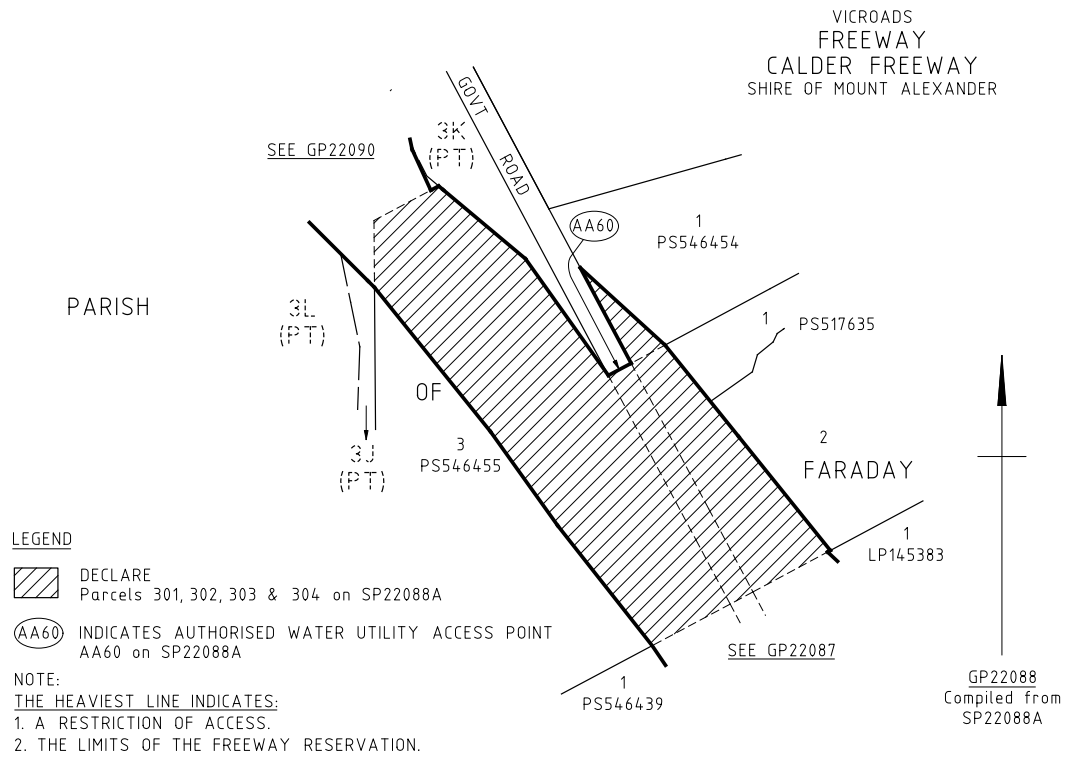 VICROADS
FREEWAY
CALDER FREEWAY
SHIRE OF MOUNT ALEXANDER
GOVT
ROAD
3K
(PT)
SEE GP22090
AA60
1
PS546454
PARISH
3L
(PT)
1
PS517635
OF
3
PS546455
3J
(PT)
2
FARADAY
1
LP145383
LEGEND
DECLARE
Parcels 301, 302, 303 & 304 on SP22088A
AA60
INDICATES AUTHORISED WATER UTILITY ACCESS POINT
AA60 on SP22088A
NOTE:
THE HEAVIEST LINE INDICATES:
1. A RESTRICTION OF ACCESS.
2. THE LIMITS OF THE FREEWAY RESERVATION.
SEE GP22087
1
PS546439
GP22088
Compiled from
SP22088A